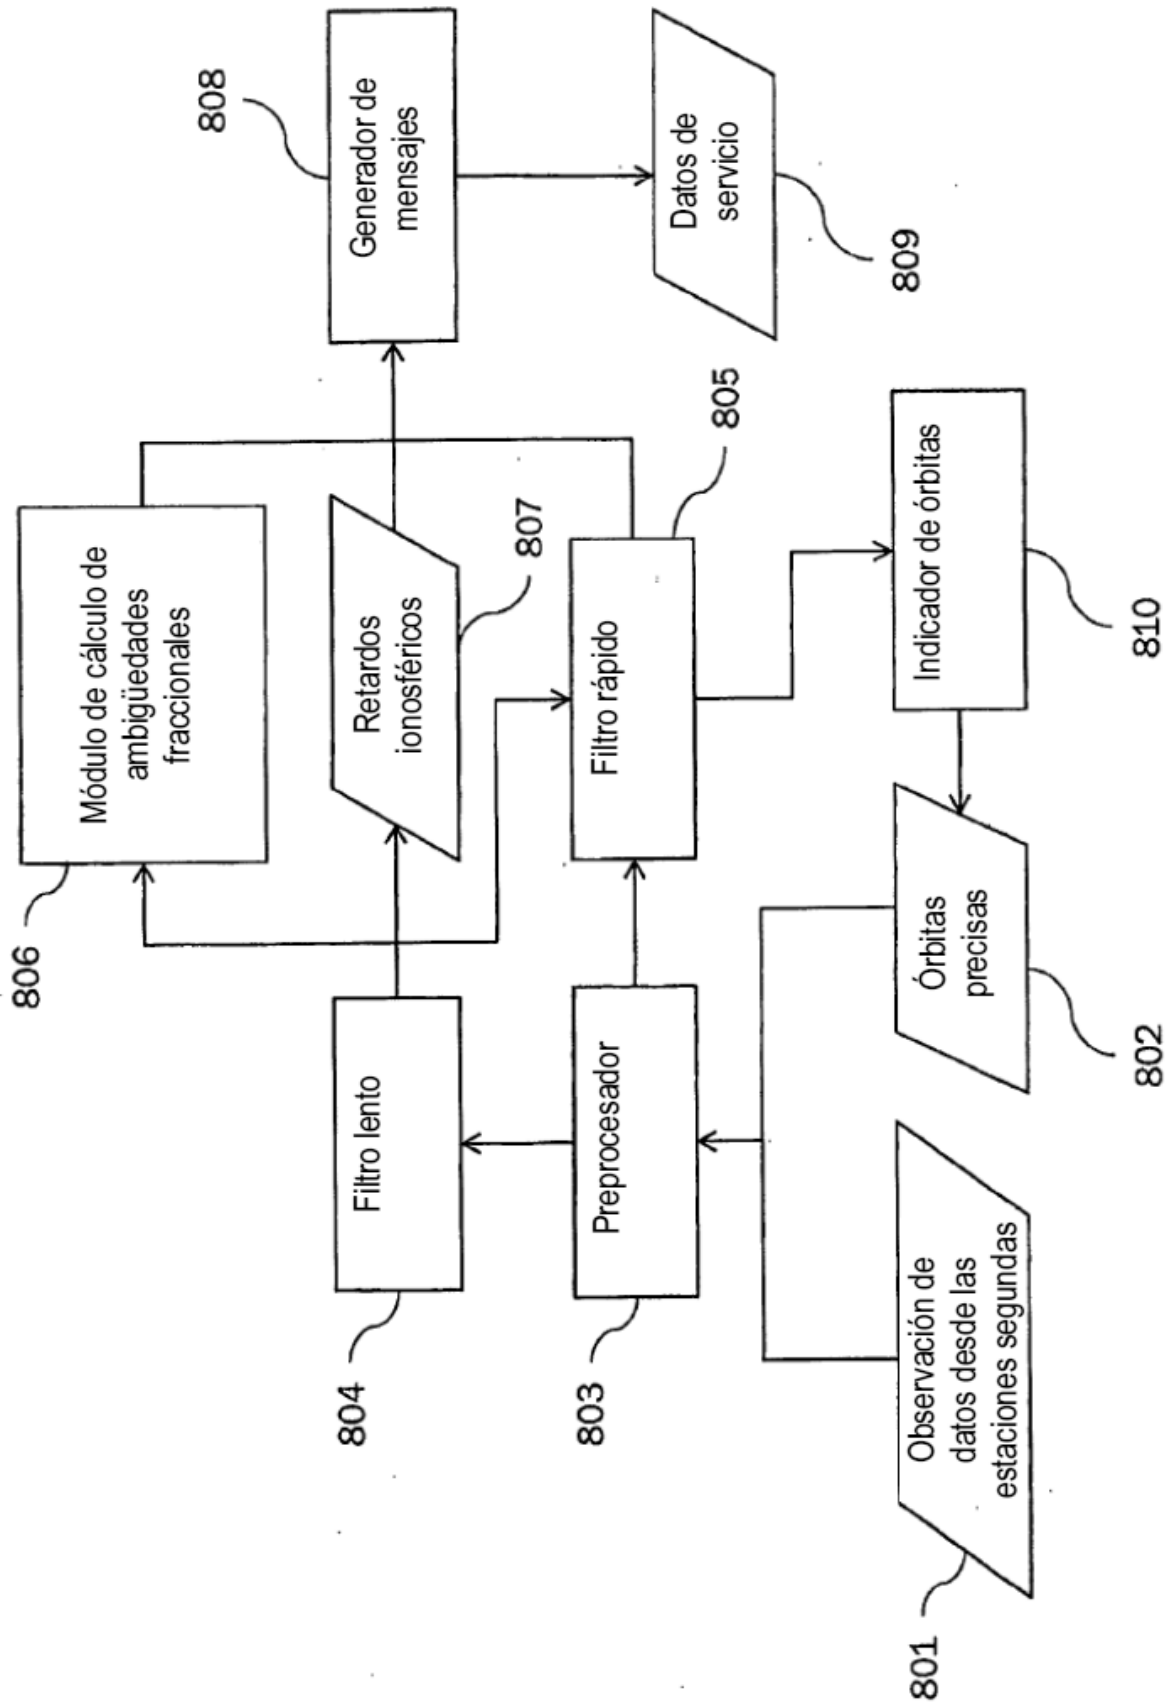 806
Módulo de cálculo de
ambigüedades
fraccionales
808
Generador de
mensajes
804
Filtro lento
Retardos
ionosféricos
807
803
Preprocesador
Filtro rápido
805
Datos de
servicio
809
801
Observación de
datos desde las
estaciones segundas
Órbitas
precisas
802
Indicador de órbitas
810